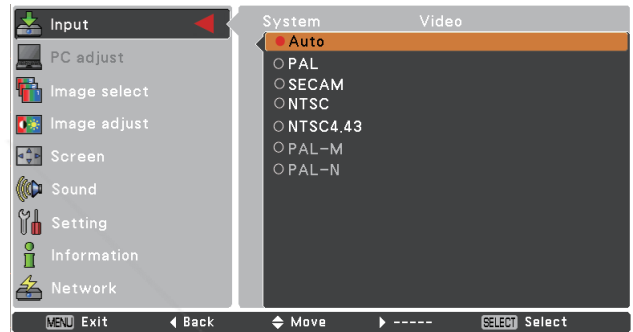 Input
PC adjust
Image select
Image adjust
Screen
Sound
Setting
Information
Network
System Video
Auto
PAL
SECAM
NTSC
NTSC4.43
PAL-M
PAL-N
MENU Exit Back Move ----- SELECT Select